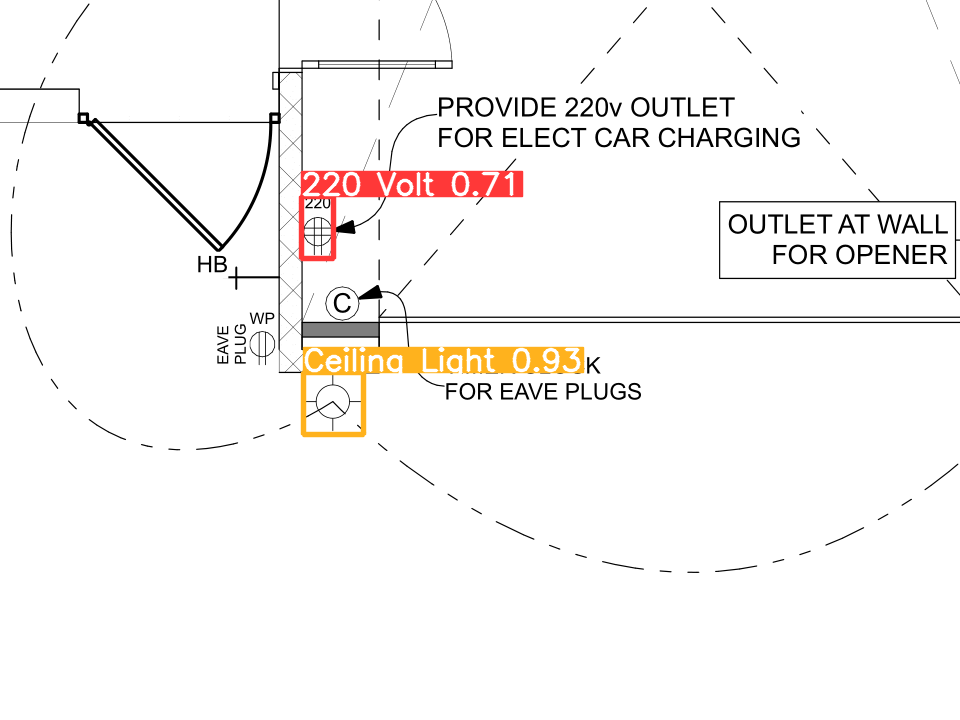 PROVIDE 220v OUTLET
FOR ELECT CAR CHARGING
220 Volt 0.71
220
OUTLET AT WALL
FOR OPENER
HB
C
WP
EAVE
PLUG
Ceiling Light 0.93
FOR EAVE PLUGS